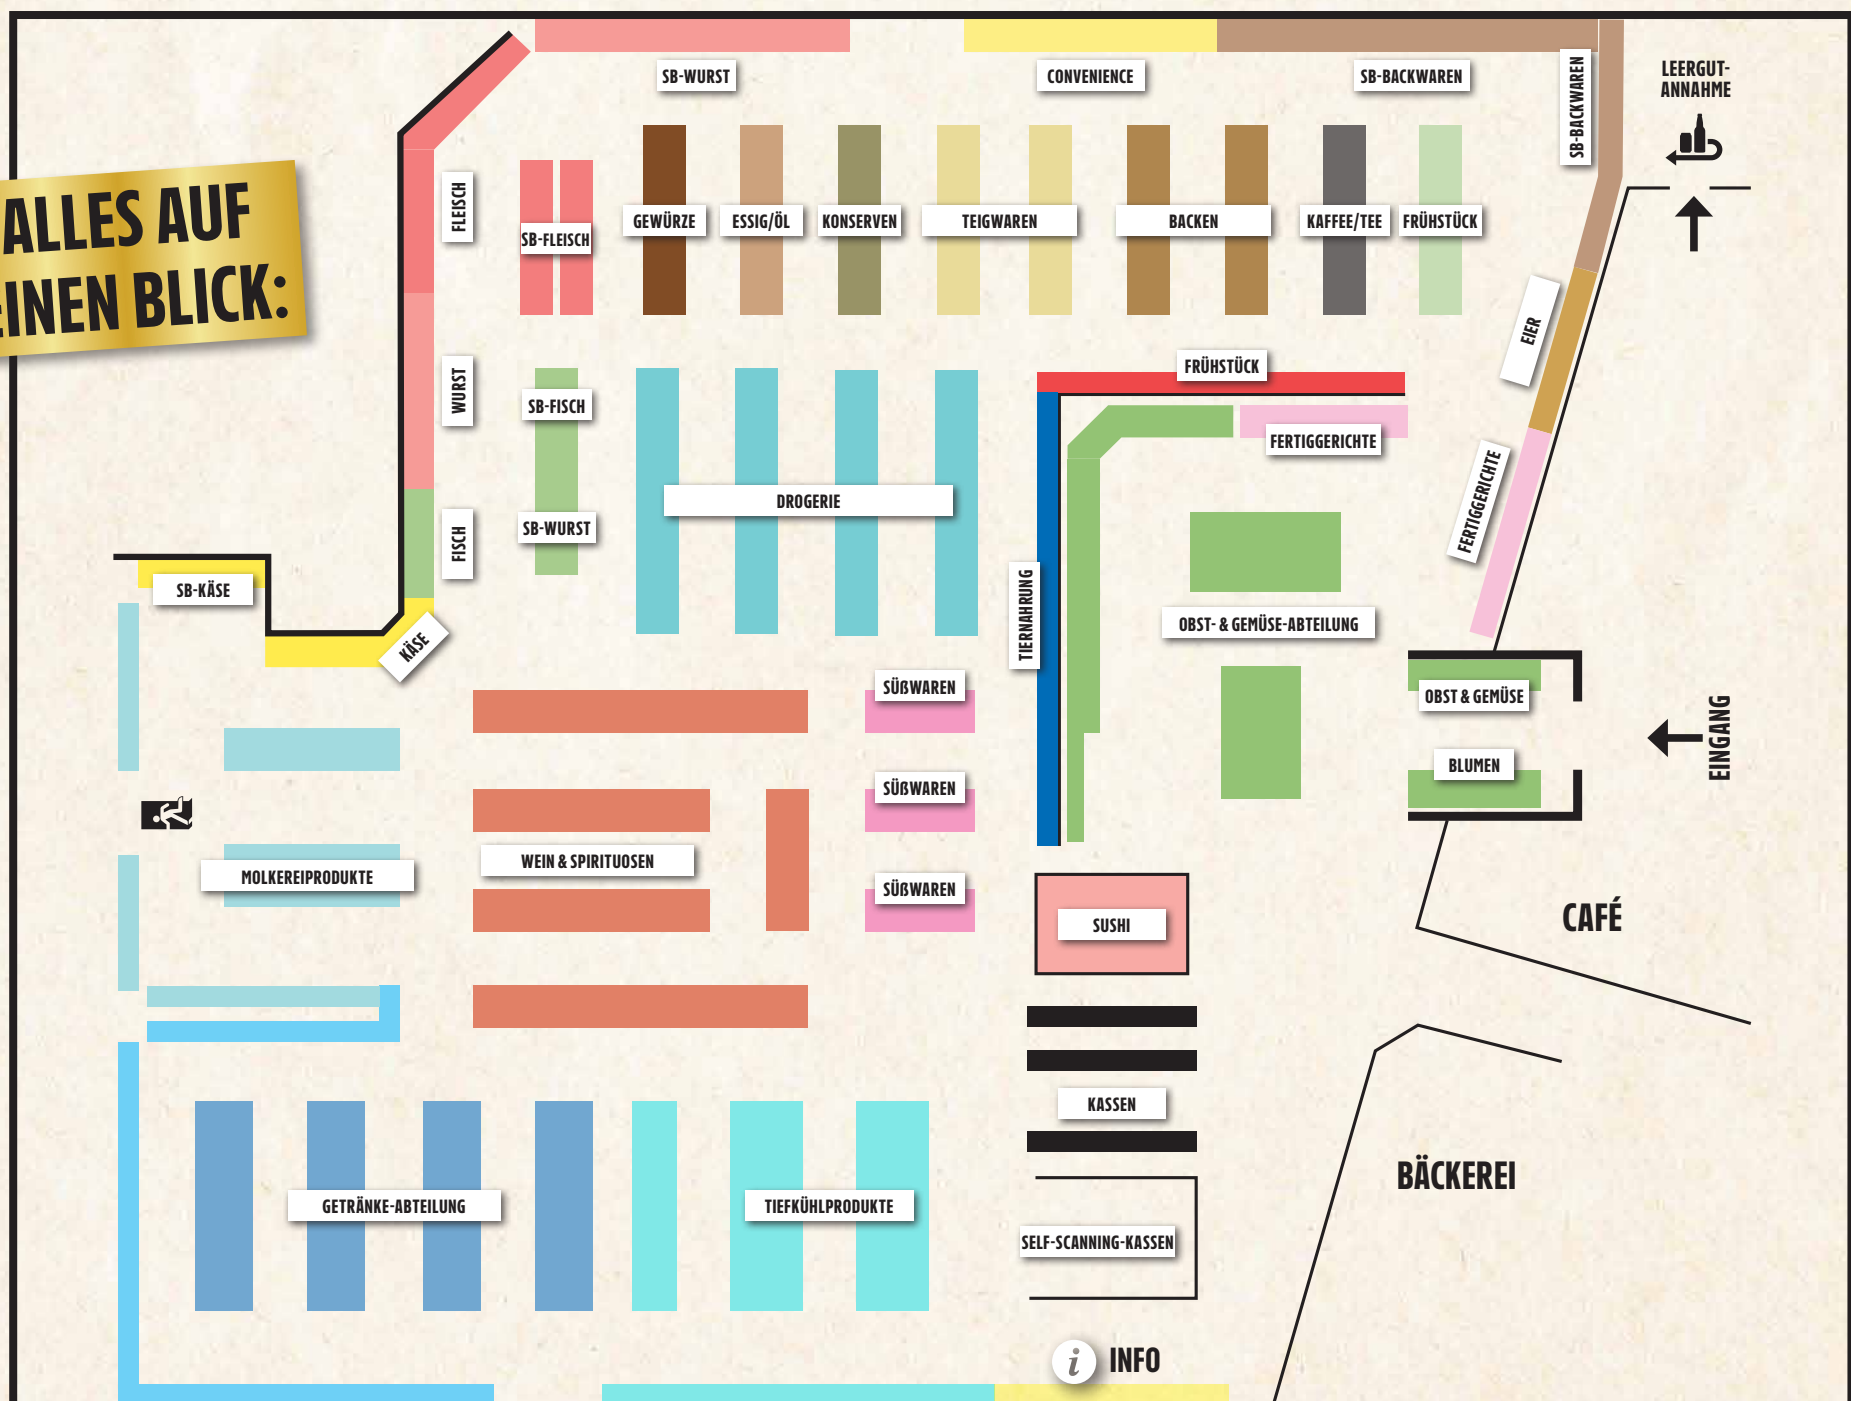 SB-WURST
CONVENIENCE
SB-BACKWAREN
SB-BACKWAREN
LEERGUT-
ANNAHME
ALLES AUF
EINEN BLICK:
FLEISCH
SB-FLEISCH
GEWÜRZE
ESSIG/ÖL
KONSERVEN
TEIGWAREN
BACKEN
KAFFEE/TEE
FRÜHSTÜCK
EIER
WURST
SB-FISCH
FRÜHSTÜCK
FERTIGGERICHTE
FERTIGGERICHTE
DROGERIE
SB-WURST
FISCH
SB-KÄSE
KÄSE
TIERNAHRUNG
OBST- & GEMÜSE-ABTEILUNG
SÜßWAREN
OBST & GEMÜSE
EINGANG
BLUMEN
SÜßWAREN
WEIN & SPIRITUOSEN
MOLKEREIPRODUKTE
SÜßWAREN
SUSHI
CAFÉ
KASSEN
BÄCKEREI
GETRÄNKE-ABTEILUNG
TIEFKÜHLPRODUKTE
SELF-SCANNING-KASSEN
i INFO